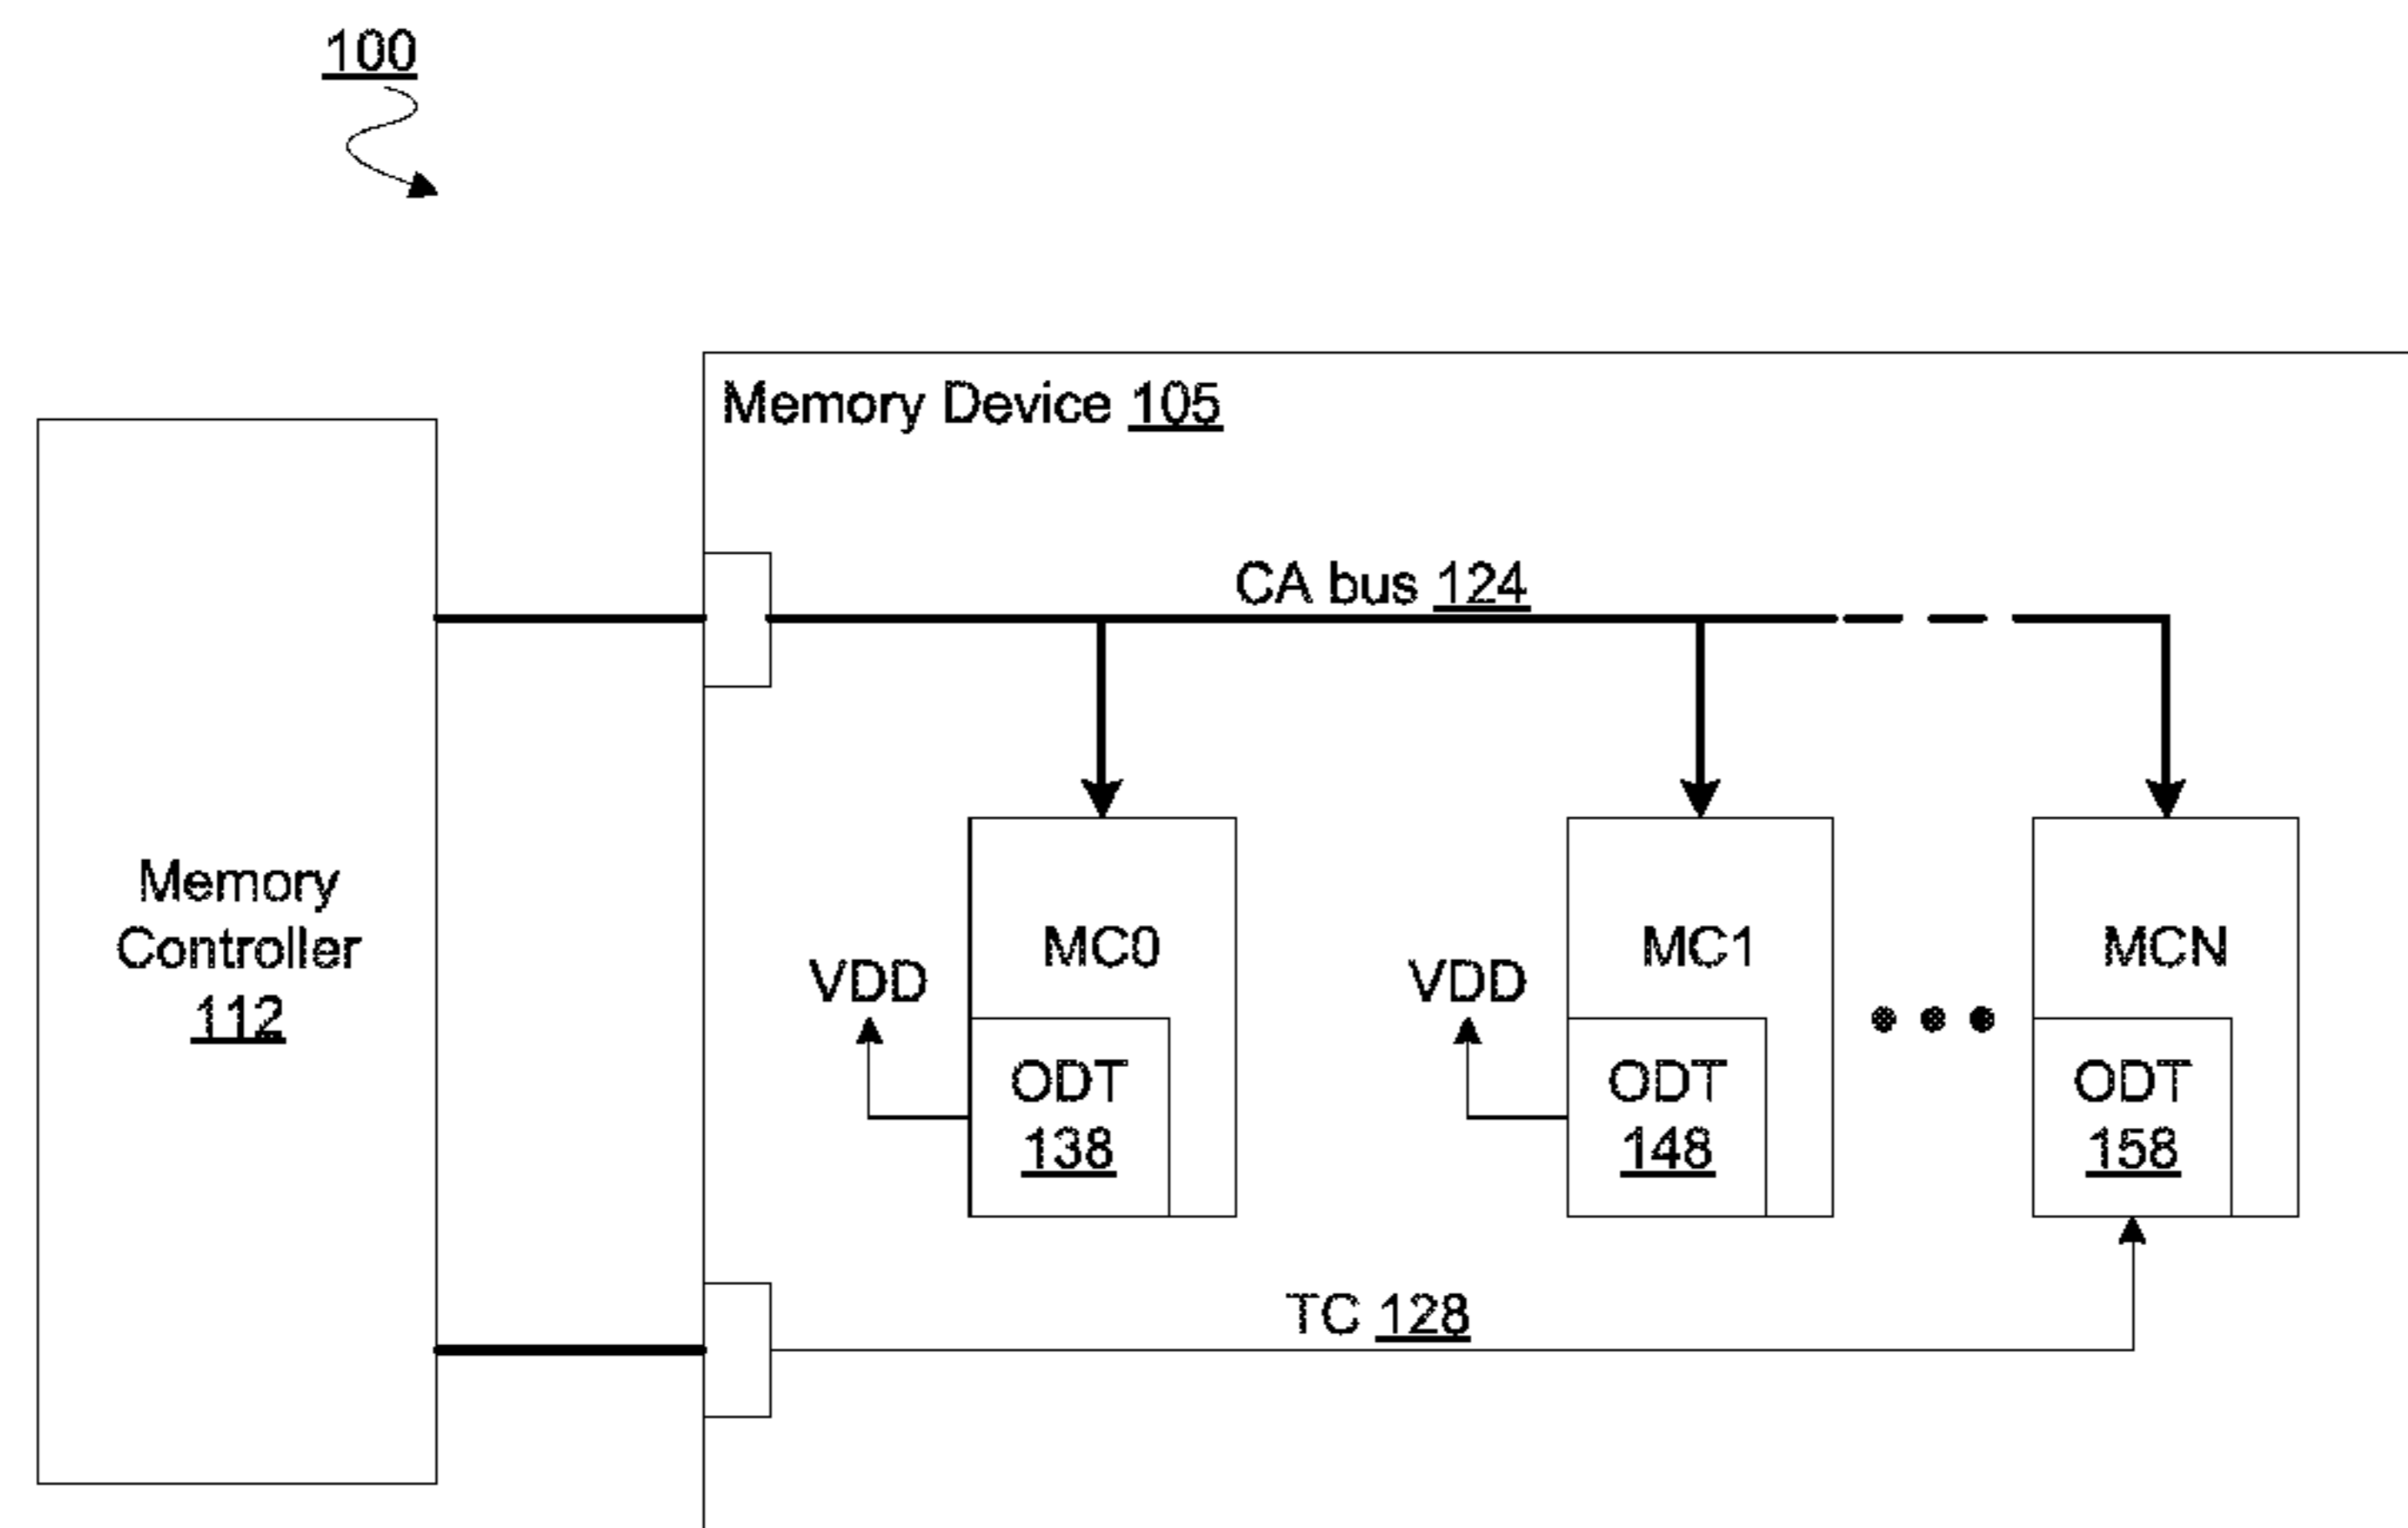 100
Memory Device 105
CA bus 124
Memory
Controller
112
VDD
MC0
ODT
138
VDD
MC1
ODT
148
MCN
ODT
158
TC 128